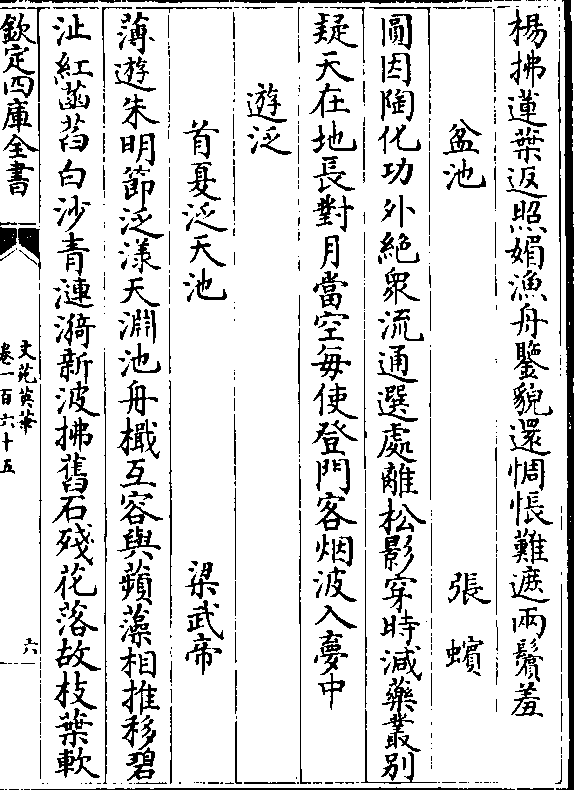 楊拂蓮葉返照媚漁舟鑒貌還惆悵難遮兩鬢羞
盆池 張蠙
圓因陶化功外絶衆流通選處離松影穿時減藥叢别
疑天在地長對月當空每使登門客烟波入夢中
遊泛
首夏泛天池 梁武帝
薄遊朱明節泛漾天淵池舟檝互容與蘋藻相推移碧
沚紅菡萏白沙青漣漪新波拂舊石殘花落故枝葉軟
欽定四庫全書
文苑英華
卷一百六十五
六